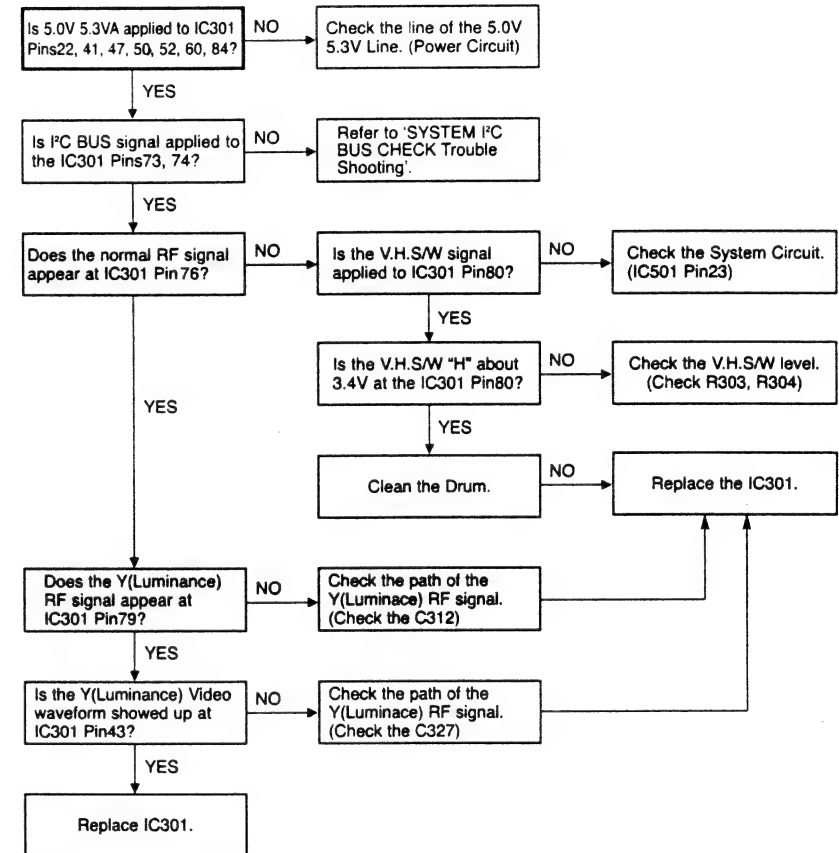 Is 5.0V 5.3VA applied to IC301
Pins22, 41, 47, 50, 52, 60, 84?
NO
Check the line of the 5.0V
5.3V Line. (Power Circuit)
YES
Is I²C BUS signal applied to
the IC301 Pins73, 74?
NO
Refer to 'SYSTEM I²C
BUS CHECK Trouble
Shooting'.
YES
Does the normal RF signal
appear at IC301 Pin76?
NO
Is the V.H.S/W signal
applied to IC301 Pin80?
NO
Check the System Circuit.
(IC501 Pin23)
YES
Is the V.H.S/W "H" about
3.4V at the IC301 Pin80?
NO
Check the V.H.S/W level.
(Check R303, R304)
YES
YES
Clean the Drum.
NO
Replace the IC301.
Does the Y(Luminance)
RF signal appear at
IC301 Pin79?
NO
Check the path of the
Y(Luminace) RF signal.
(Check the C312)
YES
Is the Y(Luminance) Video
waveform showed up at
IC301 Pin43?
NO
Check the path of the
Y(Luminace) RF signal.
(Check the C327)
YES
Replace IC301.